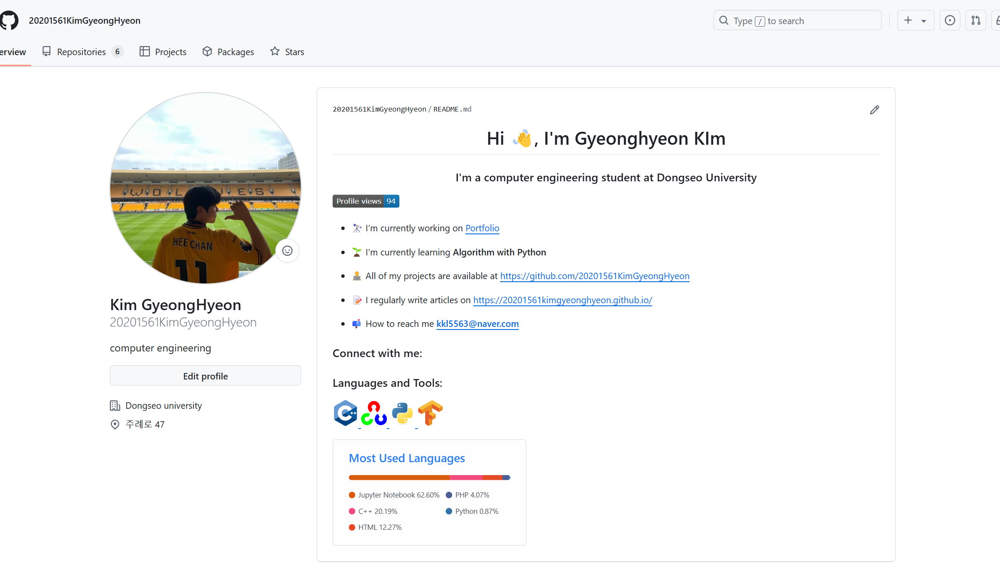 20201561KimGyeongHyeon
Type / to search
erview
Repositories 6
Projects
Packages
Stars
WOL ES
HEE CHAN
11
Kim GyeongHyeon
20201561KimGyeongHyeon
computer engineering
Edit profile
Dongseo university
주례로 47
20201561KimGyeongHyeon/README.md
Hi 👋, I'm Gyeonghyeon KIm
I'm a computer engineering student at Dongseo University
Profile views 94
🔭 I’m currently working on Portfolio
🌱 I’m currently learning Algorithm with Python
👨‍💻 All of my projects are available at https://github.com/20201561KimGyeongHyeon
📝 I regularly write articles on https://20201561kimgyeonghyeon.github.io/
📫 How to reach me kkl5563@naver.com
Connect with me:
Languages and Tools:
C++
Most Used Languages
Jupyter Notebook 62.60%
C++ 20.19%
HTML 12.27%
PHP 4.07%
Python 0.87%